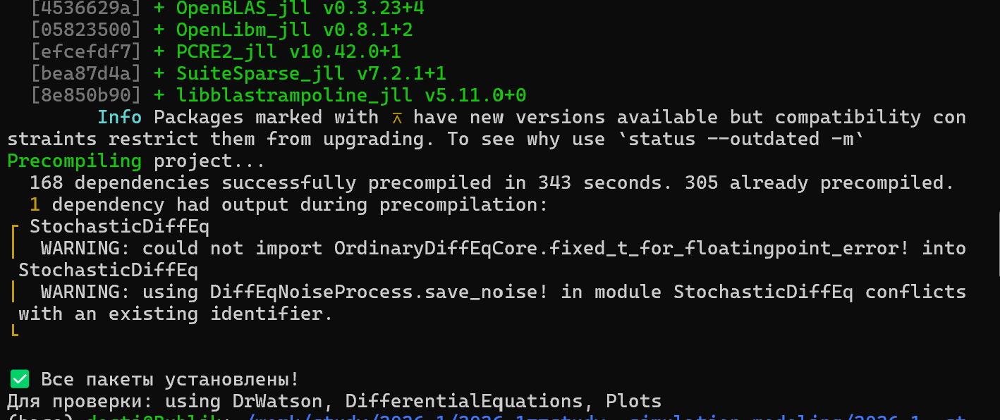 [4536629a] + OpenBLAS_jll v0.3.23+4
[05823500] + OpenLibm_jll v0.8.1+2
[efcefdf7] + PCRE2_jll v10.42.0+1
[bea87d4a] + SuiteSparse_jll v7.2.1+1
[8e850b90] + libblastrampoline_jll v5.11.0+0
Info Packages marked with ⌅ have new versions available but compatibility con
straints restrict them from upgrading. To see why use `status --outdated -m`
Precompiling project...
168 dependencies successfully precompiled in 343 seconds. 305 already precompiled.
1 dependency had output during precompilation:
┌ StochasticDiffEq
│ WARNING: could not import OrdinaryDiffEqCore.fixed_t_for_floatingpoint_error! into
StochasticDiffEq
│ WARNING: using DiffEqNoiseProcess.save_noise! in module StochasticDiffEq conflicts
with an existing identifier.
└
✅ Все пакеты установлены!
Для проверки: using DrWatson, DifferentialEquations, Plots